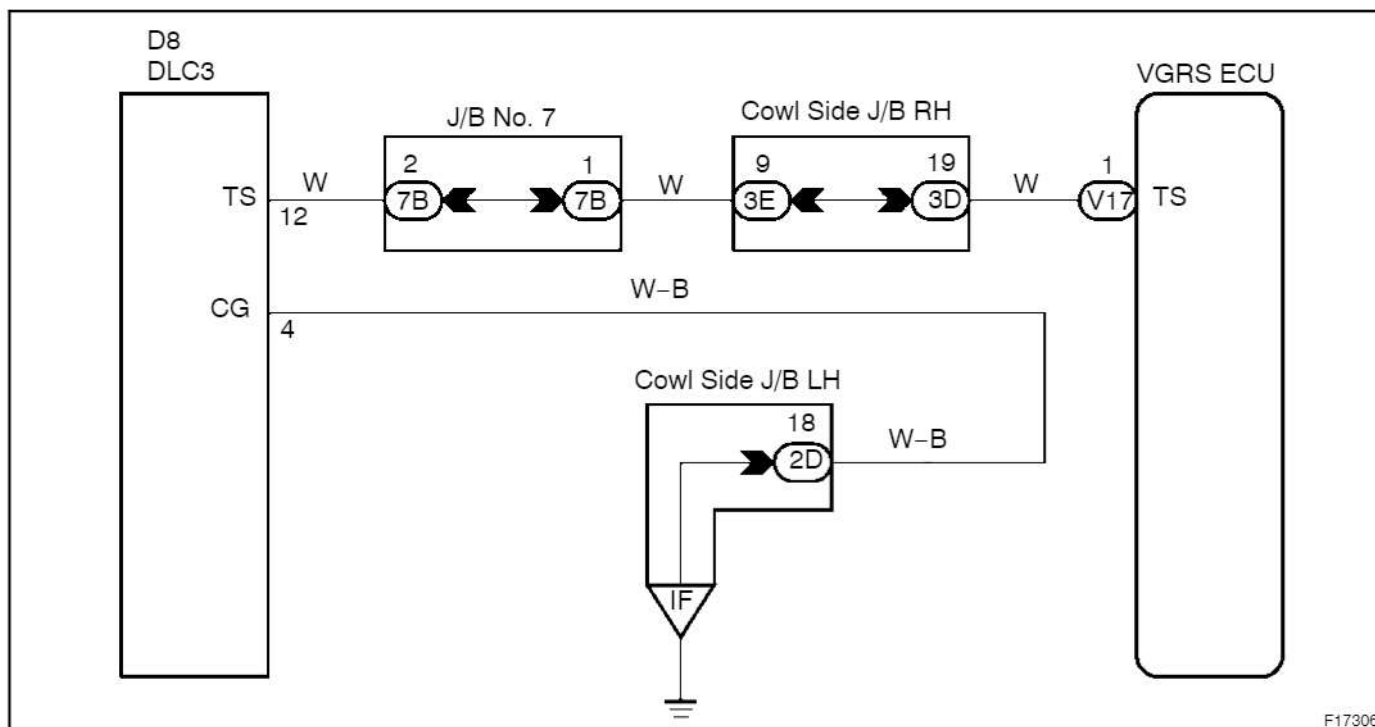 D8
DLC3
VGRS ECU
J/B No. 7
Cowl Side J/B RH
2
1
9
19
1
TS
W
7B
7B
W
3E
3D
W
V17
TS
12
W−B
CG
4
Cowl Side J/B LH
18
2D
W−B
IF
F17306